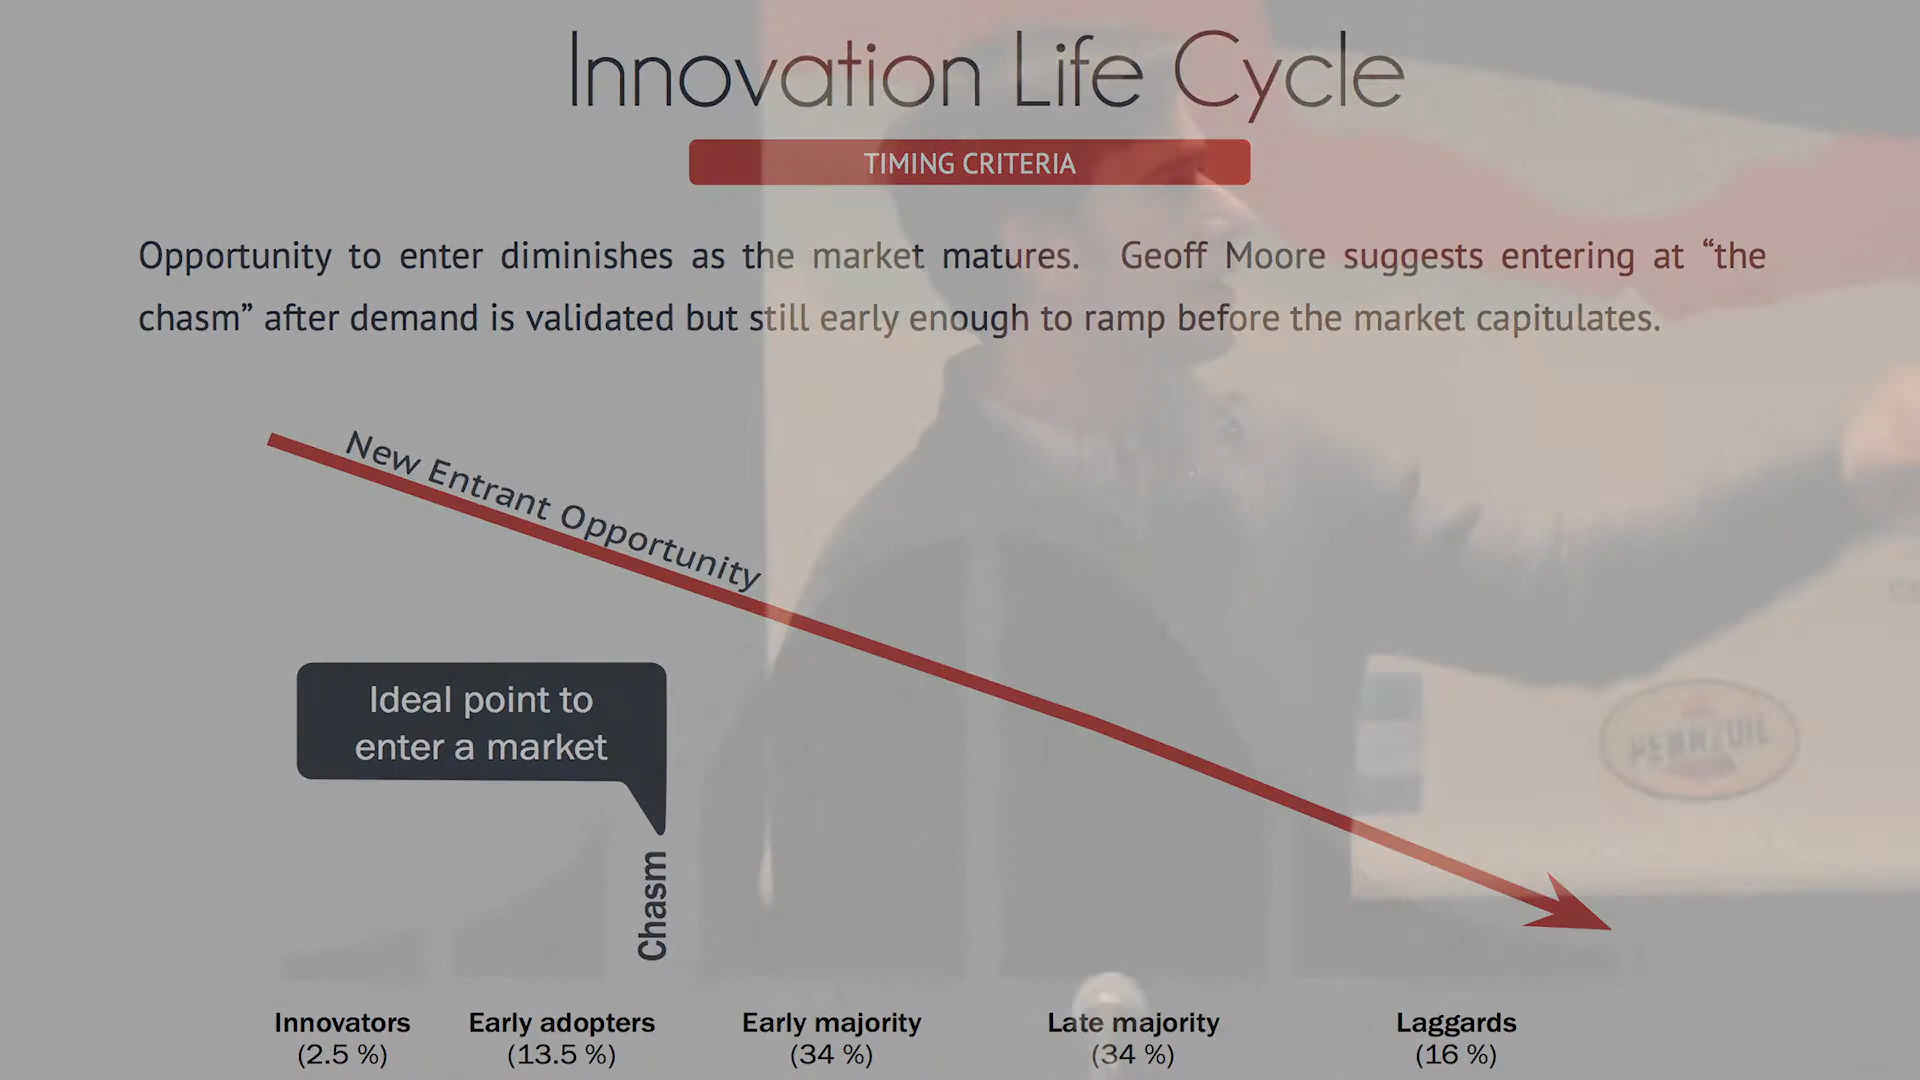 Innovation Life Cycle
TIMING CRITERIA
Opportunity to enter diminishes as the market matures. Geoff Moore suggests entering at “the
chasm” after demand is validated but still early enough to ramp before the market capitulates.
New Entrant Opportunity
Ideal point to
enter a market
PENNZOIL
Chasm
Innovators
(2.5 %)
Early adopters
(13.5 %)
Early majority
(34 %)
Late majority
(34 %)
Laggards
(16 %)